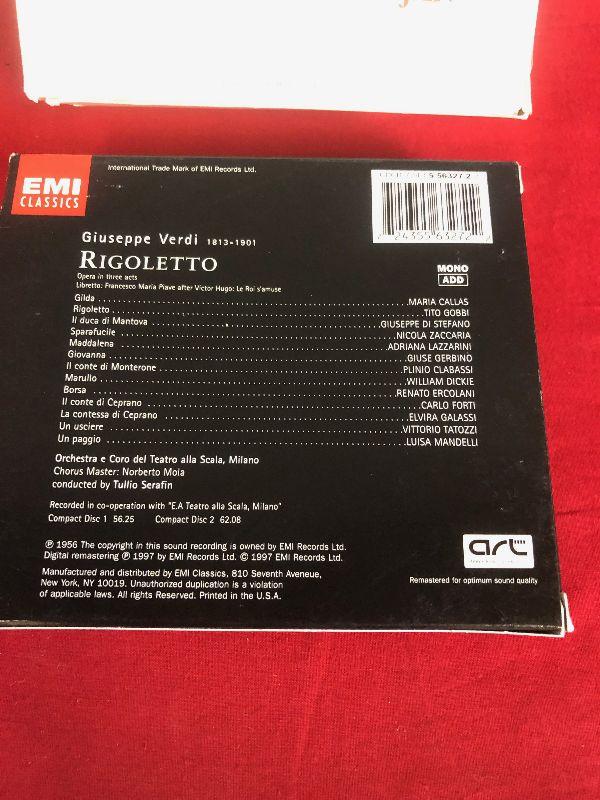 International Trade Mark of EMI Records Ltd.
EMI
CLASSICS
5 56327 2
Giuseppe Verdi 1813-1901
RIGOLETTO
MONO
ADD
Opera in three acts
Libretto: Francesco Maria Piave after Victor Hugo: Le Roi s'amuse
Gilda MARIA CALLAS
Rigoletto TITO GOBBI
Il duca di Mantova GIUSEPPE DI STEFANO
Sparafucile NICOLA ZACCARIA
Maddalena ADRIANA LAZZARINI
Giovanna GIUSE GERBINO
Il conte di Monterone PLINIO CLABASSI
Marullo WILLIAM DICKIE
Borsa RENATO ERCOLANI
Il conte di Ceprano CARLO FORTI
La contessa di Ceprano ELVIRA GALASSI
Un usciere VITTORIO TATOZZI
Un paggio LUISA MANDELLI
Orchestra e Coro del Teatro alla Scala, Milano
Chorus Master: Norberto Mola
conducted by Tullio Serafin
Recorded in co-operation with "E.A Teatro alla Scala, Milano"
Compact Disc 1 56.25 Compact Disc 2 62.08
℗ 1956 The copyright in this sound recording is owned by EMI Records Ltd.
Digital remastering ℗ 1997 by EMI Records Ltd. © 1997 EMI Records Ltd.
Manufactured and distributed by EMI Classics, 810 Seventh Aveneue,
New York, NY 10019. Unauthorized duplication is a violation
of applicable laws. All rights Reserved. Printed in the U.S.A.
art
Remastered for optimum sound quality